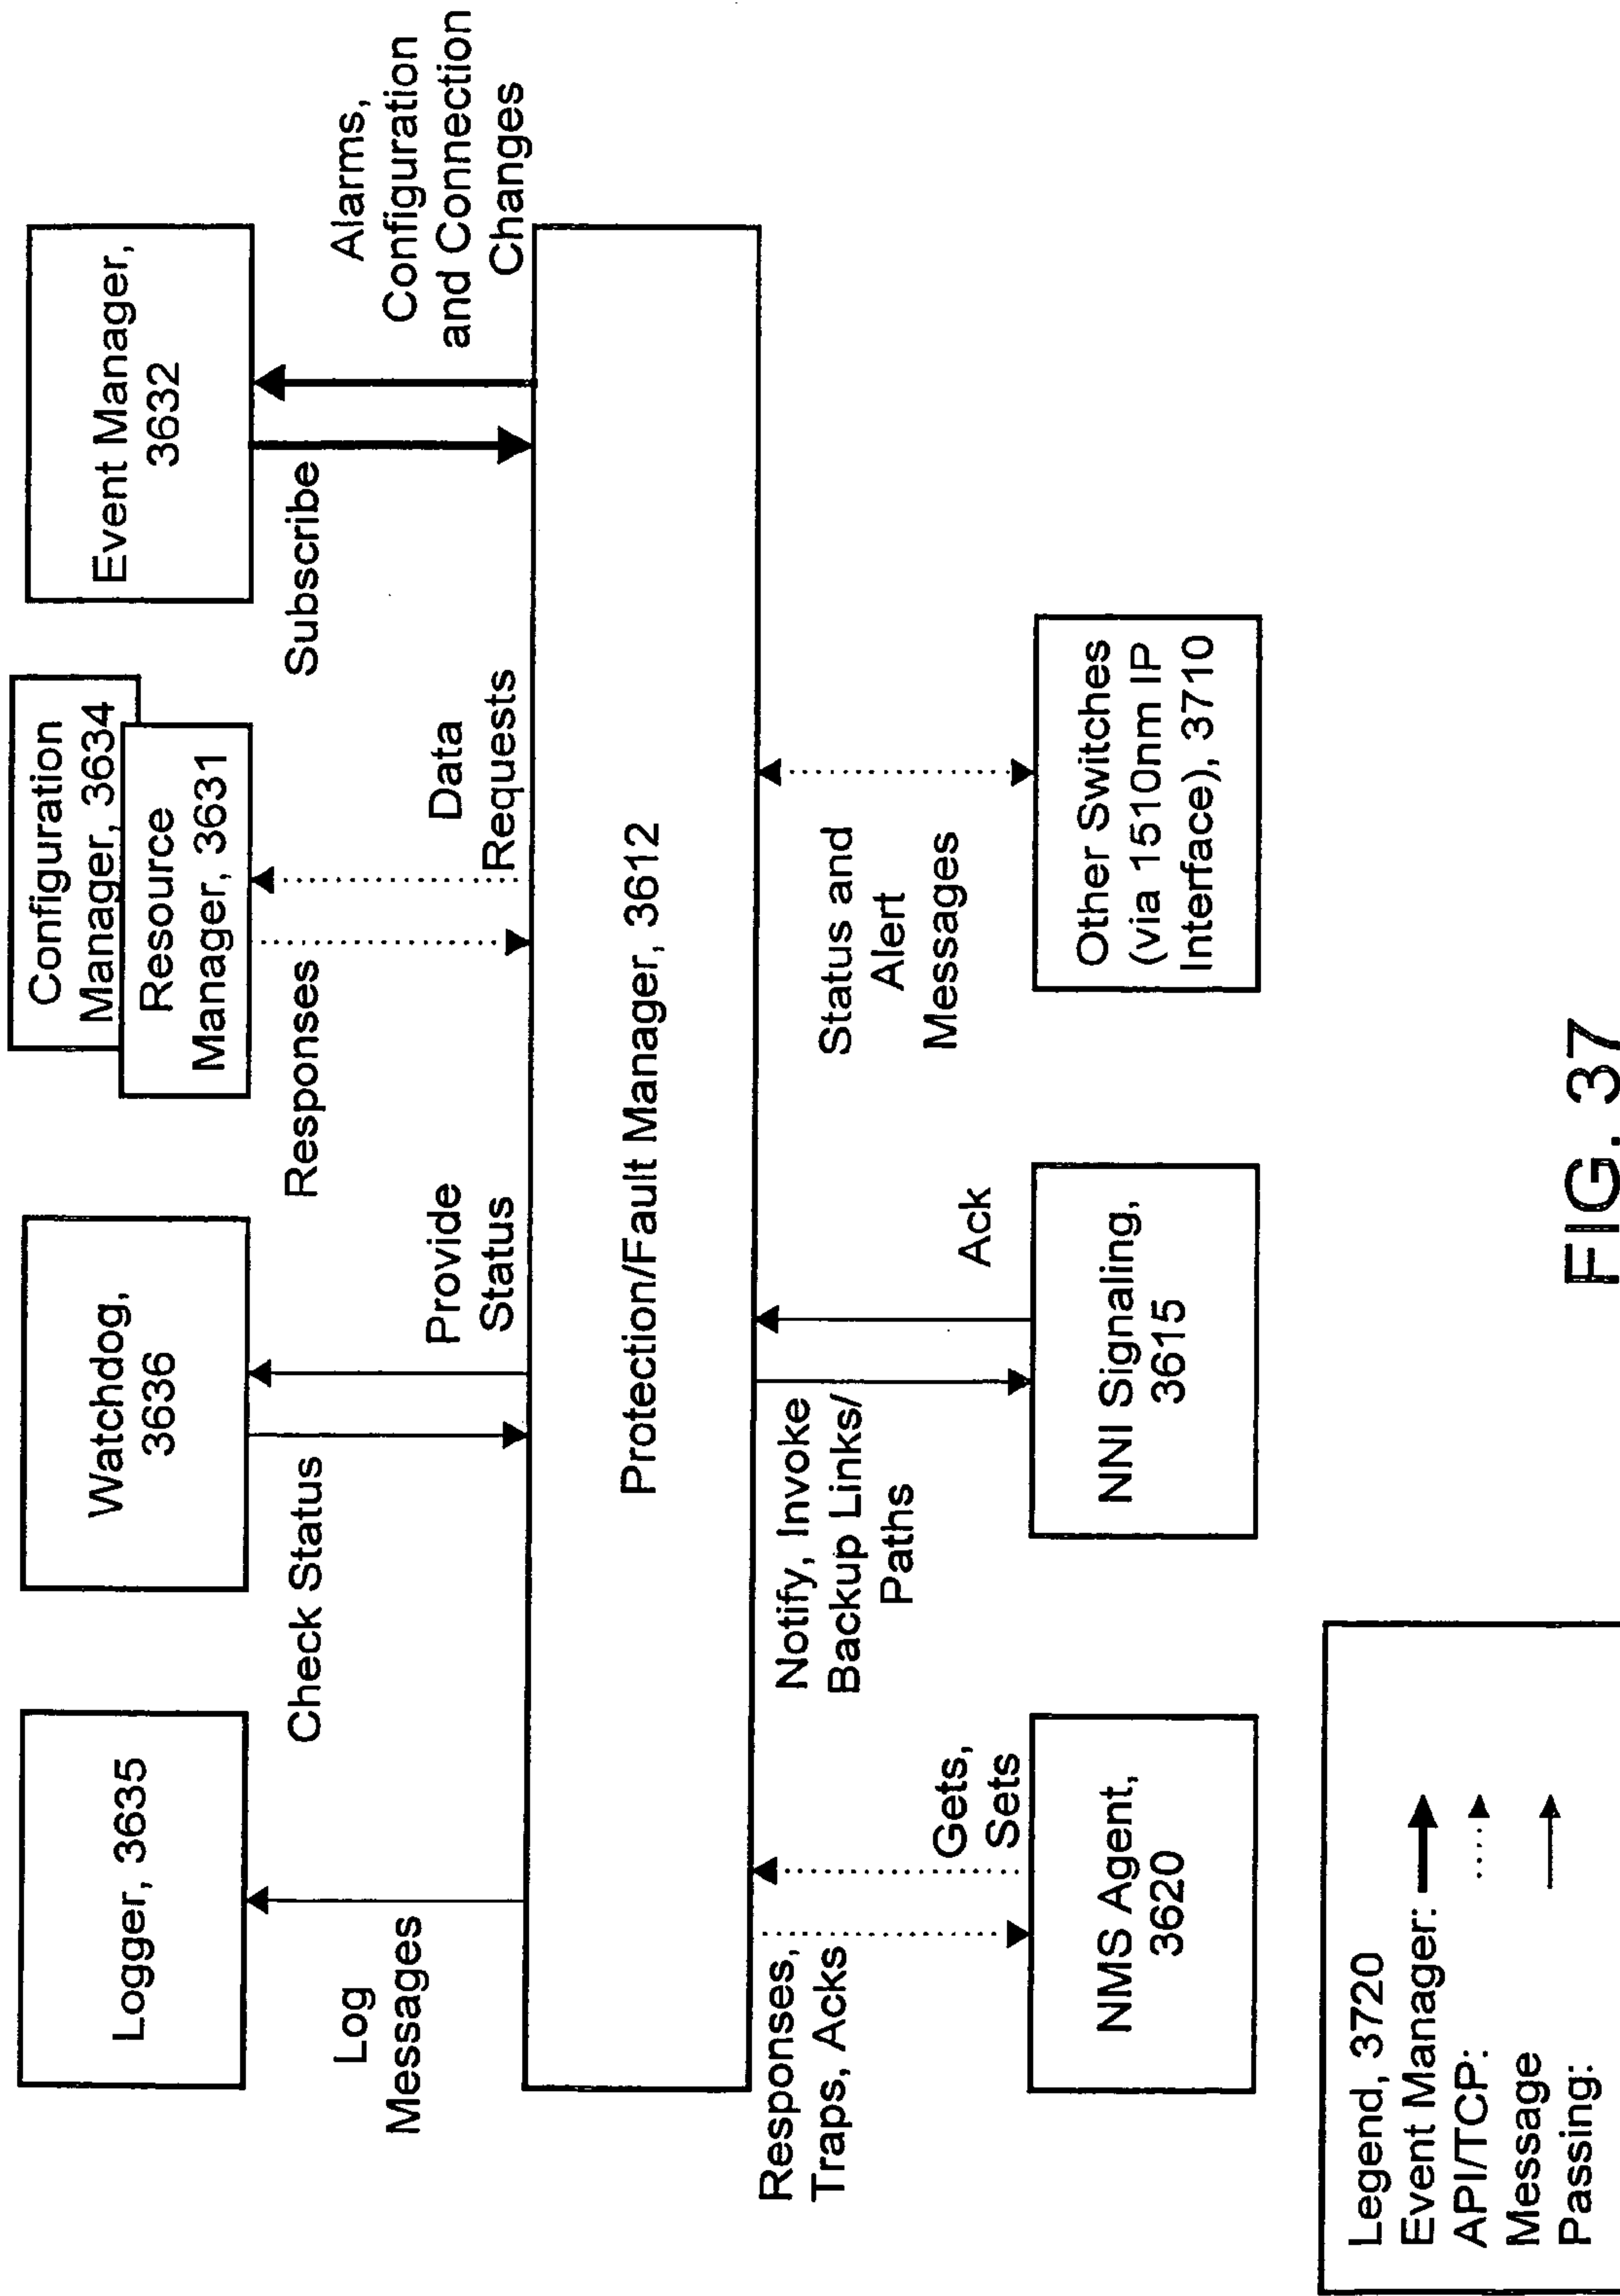 Logger, 3635
Watchdog,
3636
Configuration
Manager, 3634
Resource
Manager, 3631
Event Manager,
3632
Log
Messages
Check Status
Provide
Status
Responses
Data
Requests
Subscribe
Alarms,
Configuration
and Connection
Changes
Protection/Fault Manager, 3612
Responses,
Traps, Acks
Gets,
Sets
Notify, Invoke
Backup Links/
Paths
Ack
Status and
Alert
Messages
NMS Agent,
3620
NNI Signaling,
3615
Other Switches
(via 1510nm IP
Interface), 3710
Legend, 3720
Event Manager:
API/TCP:
Message
Passing:
FIG. 37